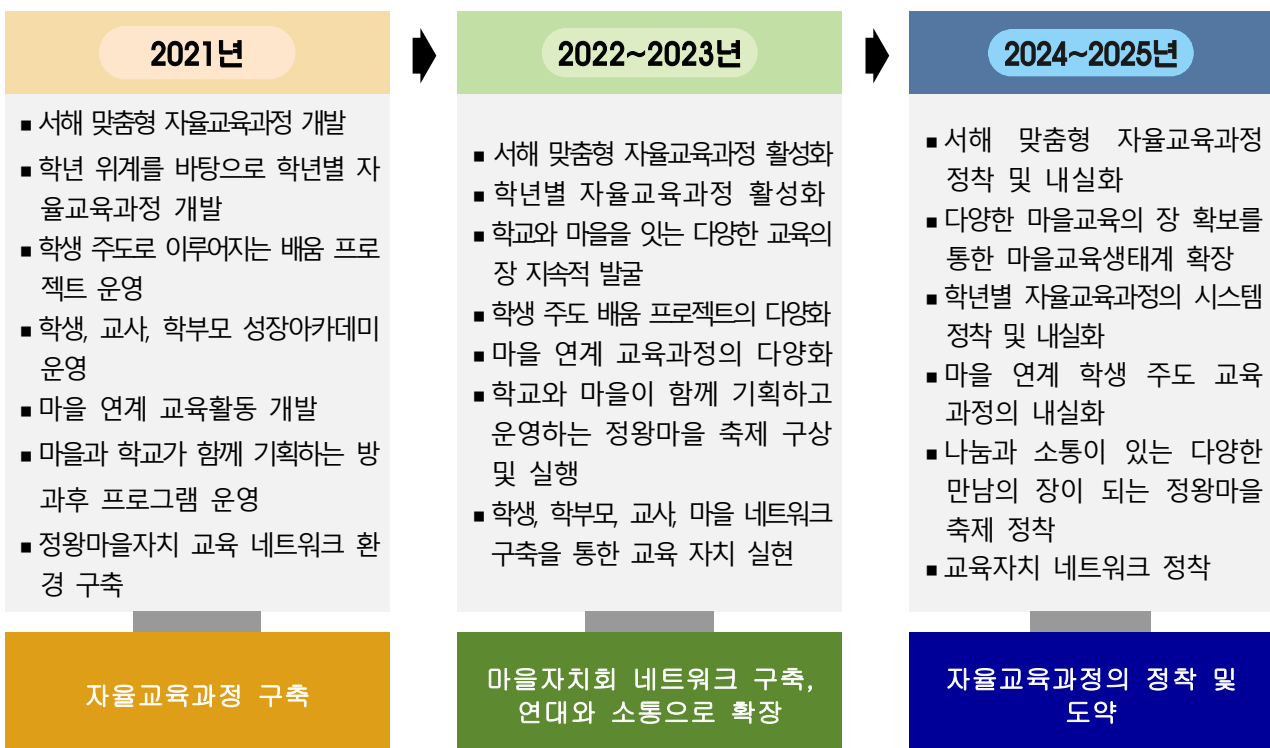 2021년
■ 서해 맞춤형 자율교육과정 개발
■ 학년 위계를 바탕으로 학년별 자
율교육과정 개발
■ 학생 주도로 이루어지는 배움 프로
젝트 운영
■ 학생, 교사, 학부모 성장아카데미
운영
■ 마을 연계 교육활동 개발
■ 마을과 학교가 함께 기획하는 방
과후 프로그램 운영
■ 정왕마을자치 교육 네트워크 환
경 구축
자율교육과정 구축
2022~2023년
■ 서해 맞춤형 자율교육과정 활성화
■ 학년별 자율교육과정 활성화
■ 학교와 마을을 잇는 다양한 교육의
장 지속적 발굴
■ 학생 주도 배움 프로젝트의 다양화
■ 마을 연계 교육과정의 다양화
■ 학교와 마을이 함께 기획하고
운영하는 정왕마을 축제 구상
및 실행
■ 학생, 학부모, 교사, 마을 네트워크
구축을 통한 교육 자치 실현
마을자치회 네트워크 구축,
연대와 소통으로 확장
2024~2025년
■ 서해 맞춤형 자율교육과정
정착 및 내실화
■ 다양한 마을교육의 장 확보를
통한 마을교육생태계 확장
■ 학년별 자율교육과정의 시스템
정착 및 내실화
■ 마을 연계 학생 주도 교육
과정의 내실화
■ 나눔과 소통이 있는 다양한
만남의 장이 되는 정왕마을
축제 정착
■ 교육자치 네트워크 정착
자율교육과정의 정착 및
도약